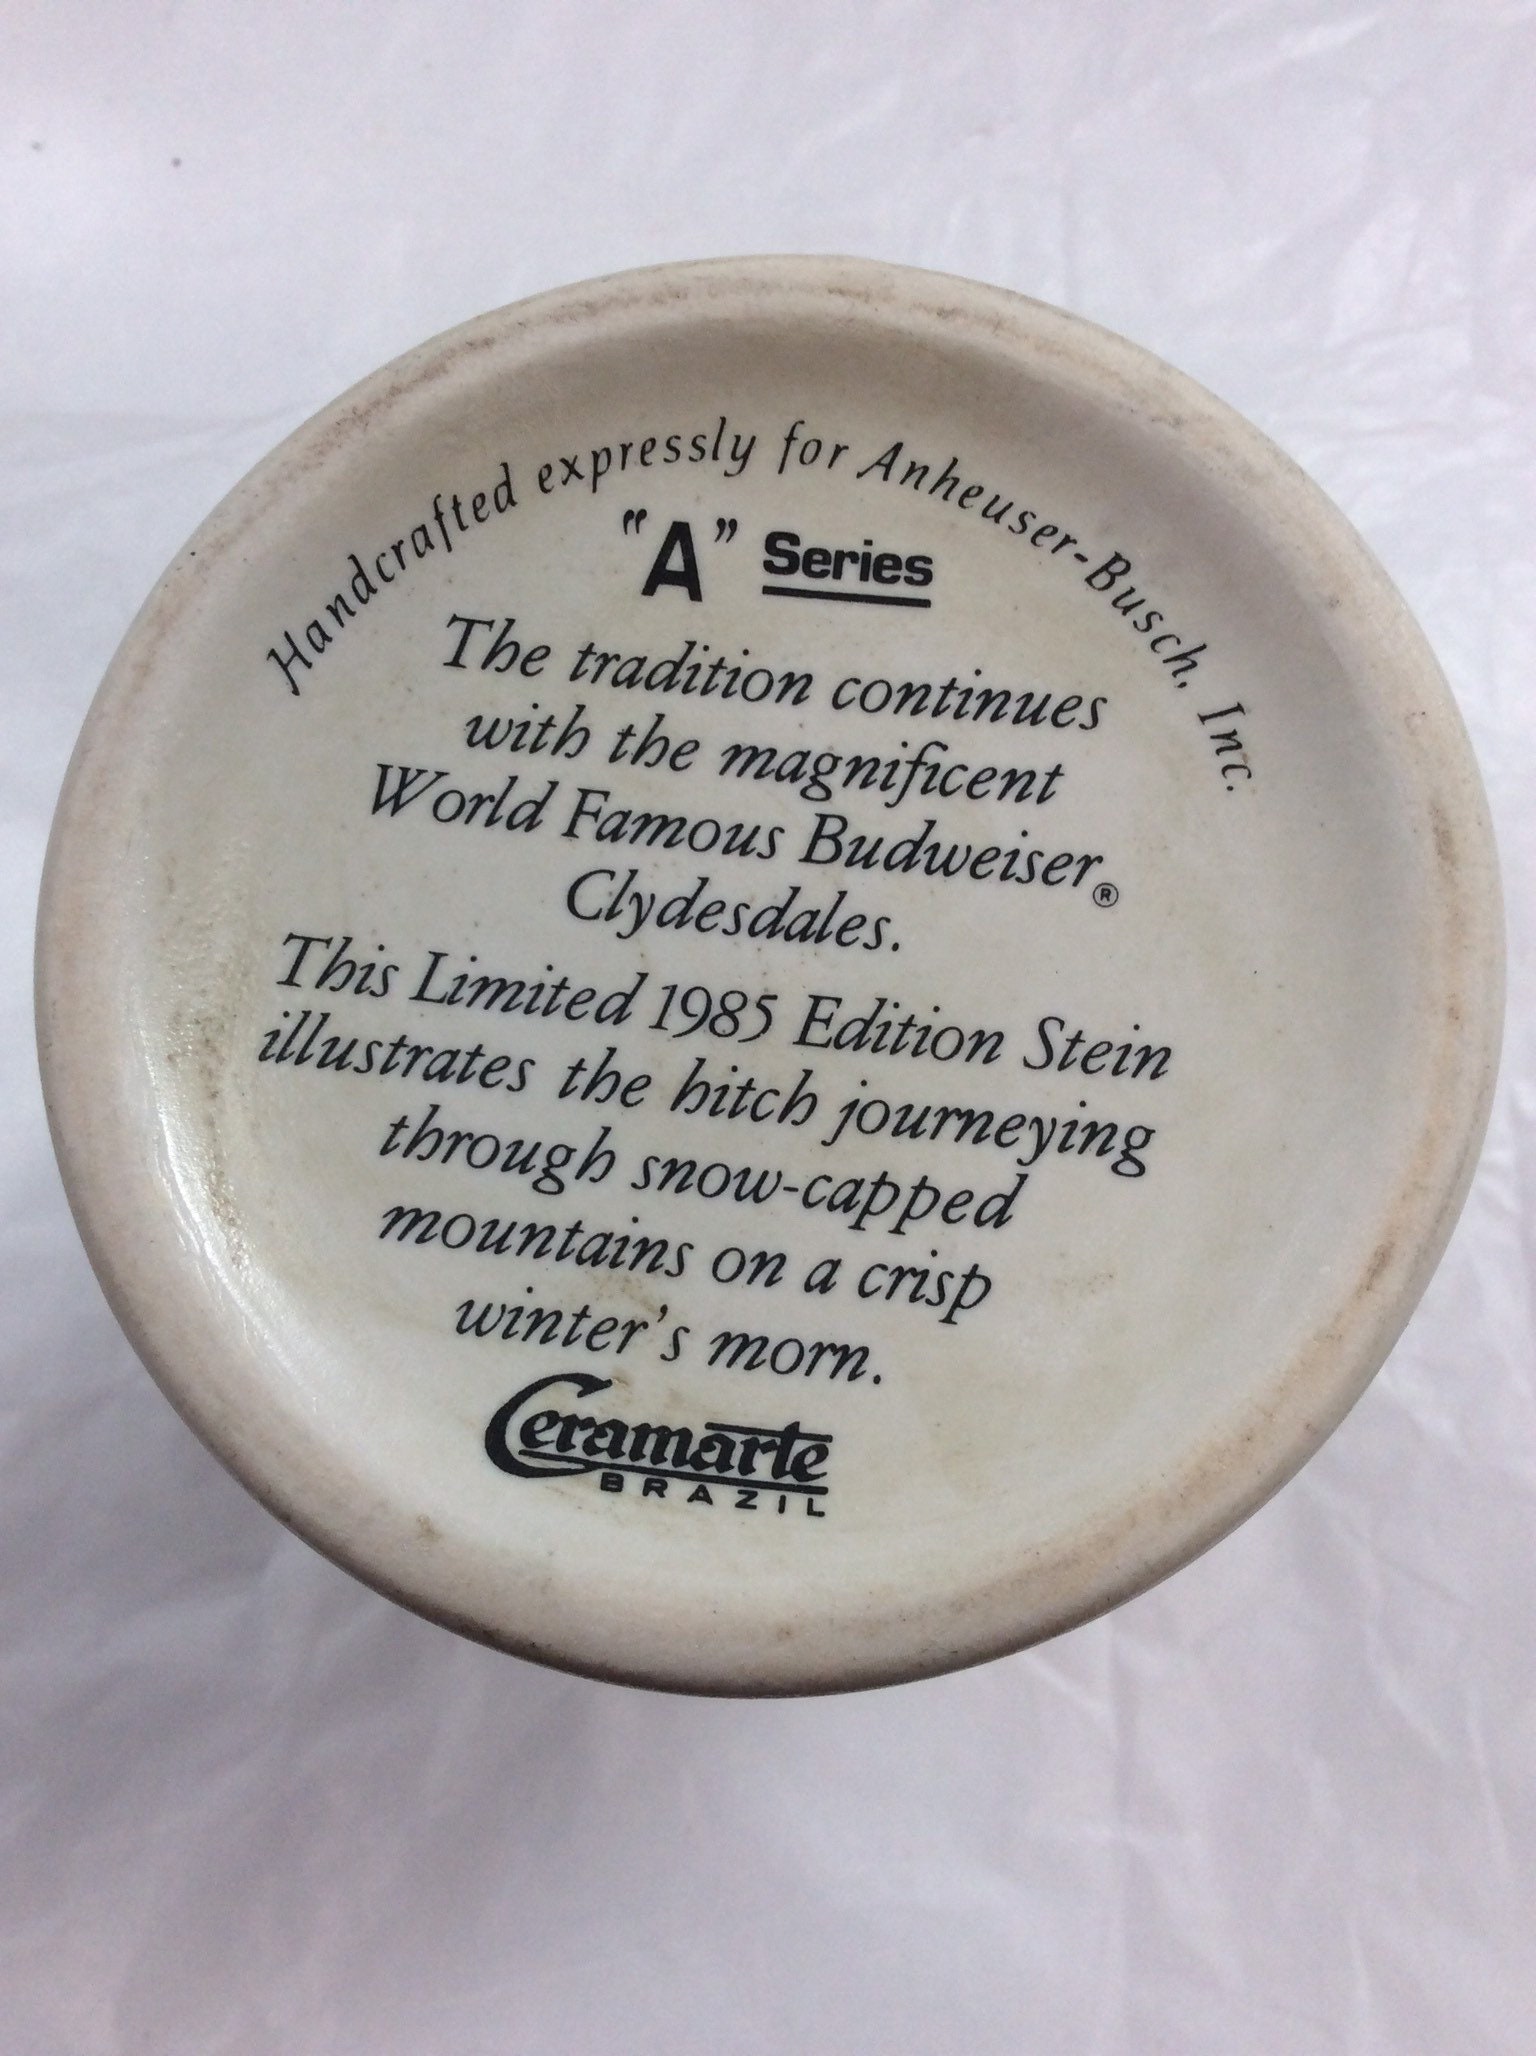 Handcrafted expressly for Anheuser-Busch, Inc.
"A" Series
The tradition continues
with the magnificent
World Famous Budweiser®
Clydesdales.
This Limited 1985 Edition Stein
illustrates the hitch journeying
through snow-capped
mountains on a crisp
winter's morn.
Ceramarte
BRAZIL